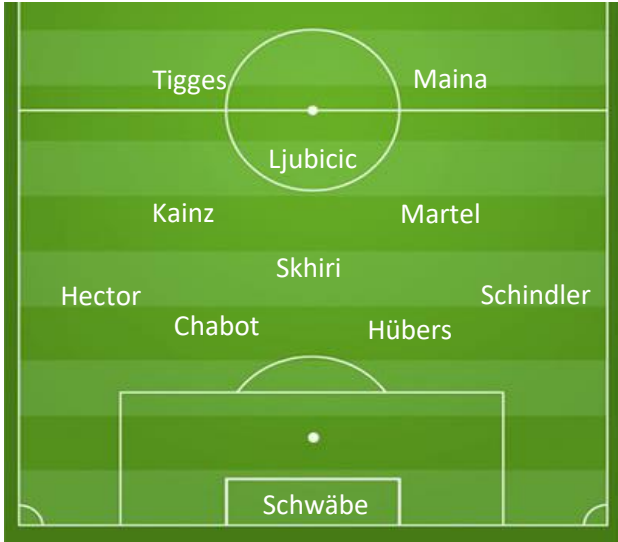 Tigges
Maina
Ljubicic
Kainz
Martel
Skhiri
Hector
Schindler
Chabot
Hübers
Schwäbe